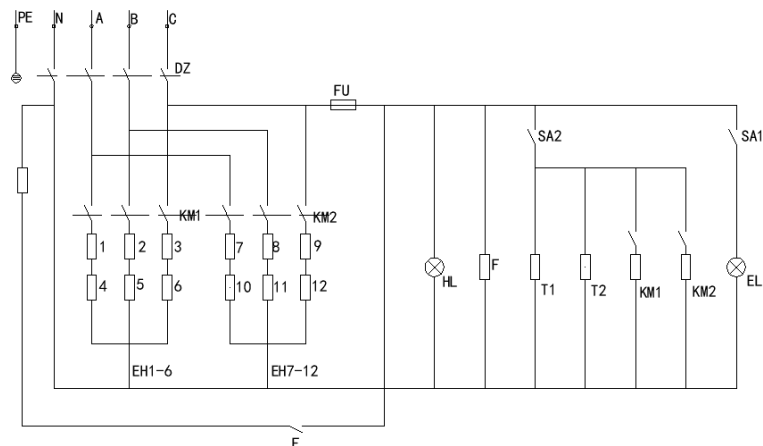 PE N A B C
DZ
FU
SA2 SA1
KM1 KM2
1 2 3 7 8 9
4 5 6 10 11 12
HL F T1 T2 KM1 KM2 EL
EH1-6 EH7-12
F